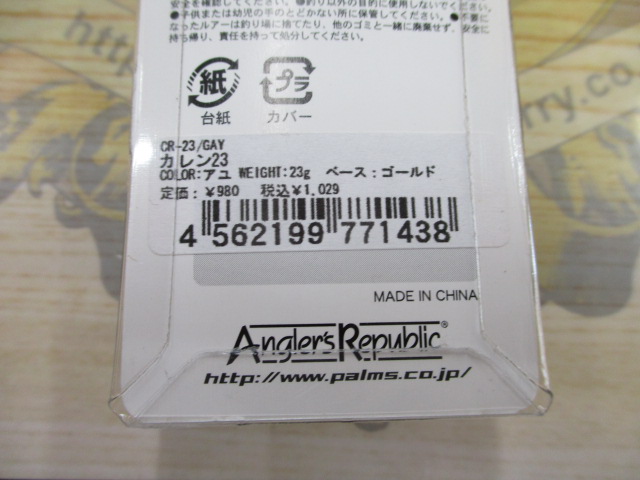 安全を確認してください。●釣り以外の目的に使用しないでください。
●子供または幼児の手のとどかない所に保管してください。●不要に
なったルアーは釣り場に捨てたり、他のゴミと一緒に廃棄せず、安全に
持ち帰り、責任を持って処分してください。
紙 プラ
台紙 カバー
CR-23/GAY
カレン23
COLOR:アユ WEIGHT:23g ベース:ゴールド
定価:¥980 税込¥1,029
4 562199 771438
MADE IN CHINA
Angler's Republic®
http://www.palms.co.jp/